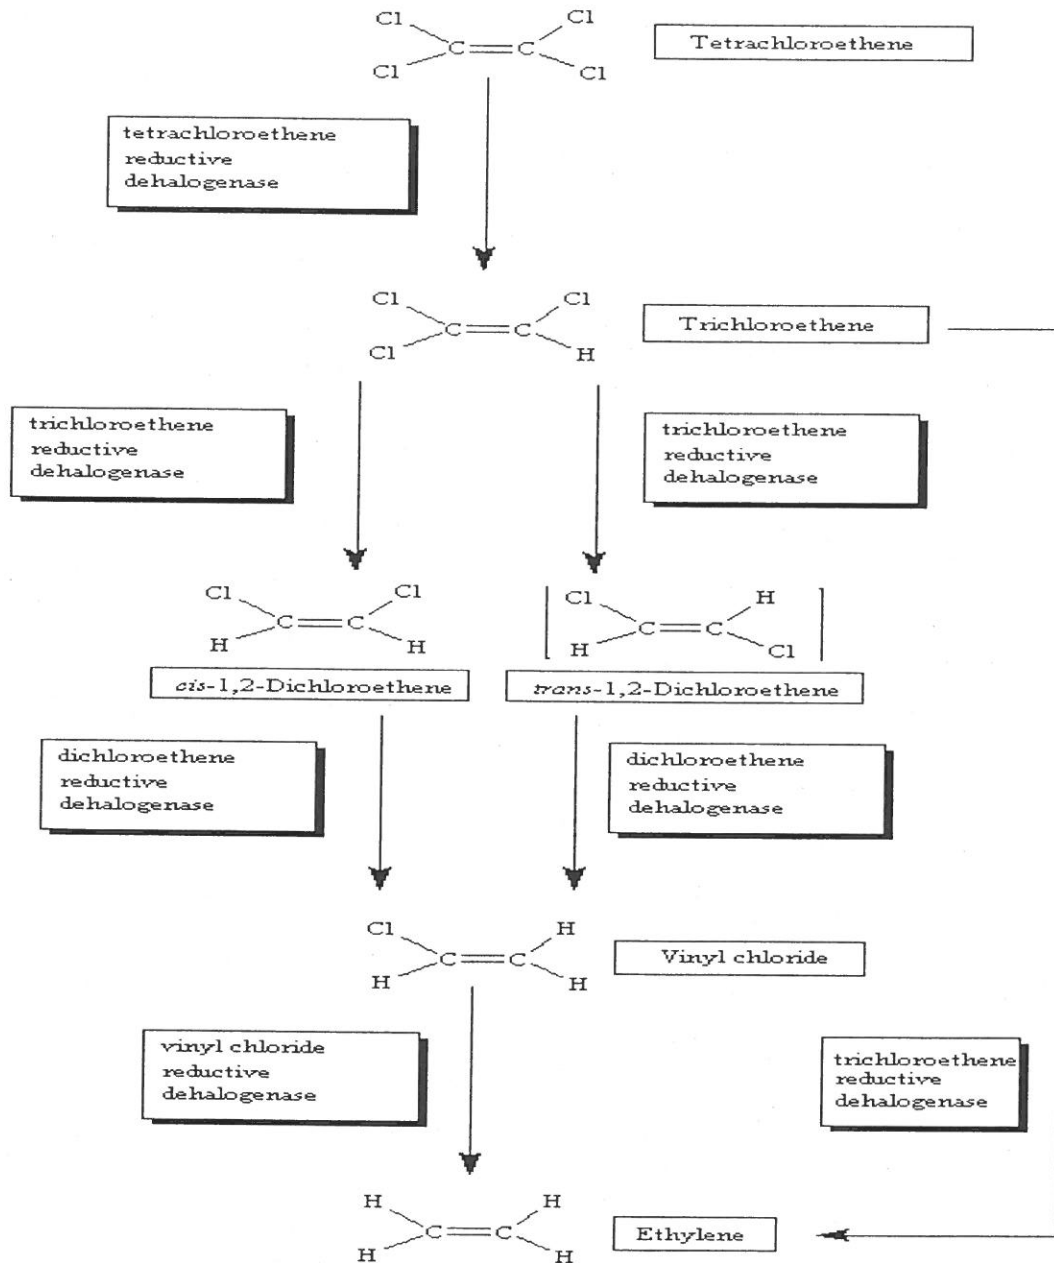 Cl
Cl
C
C
Cl
Cl
Tetrachloroethene
tetrachloroethene
reductive
dehalogenase
Cl
Cl
C
C
Cl
H
Trichloroethene
trichloroethene
reductive
dehalogenase
trichloroethene
reductive
dehalogenase
Cl
Cl
C
C
H
H
Cl
H
C
C
H
Cl
cis-1,2-Dichloroethene
trans-1,2-Dichloroethene
dichloroethene
reductive
dehalogenase
dichloroethene
reductive
dehalogenase
Cl
H
C
C
H
H
Vinyl chloride
vinyl chloride
reductive
dehalogenase
trichloroethene
reductive
dehalogenase
H
H
C
C
H
H
Ethylene